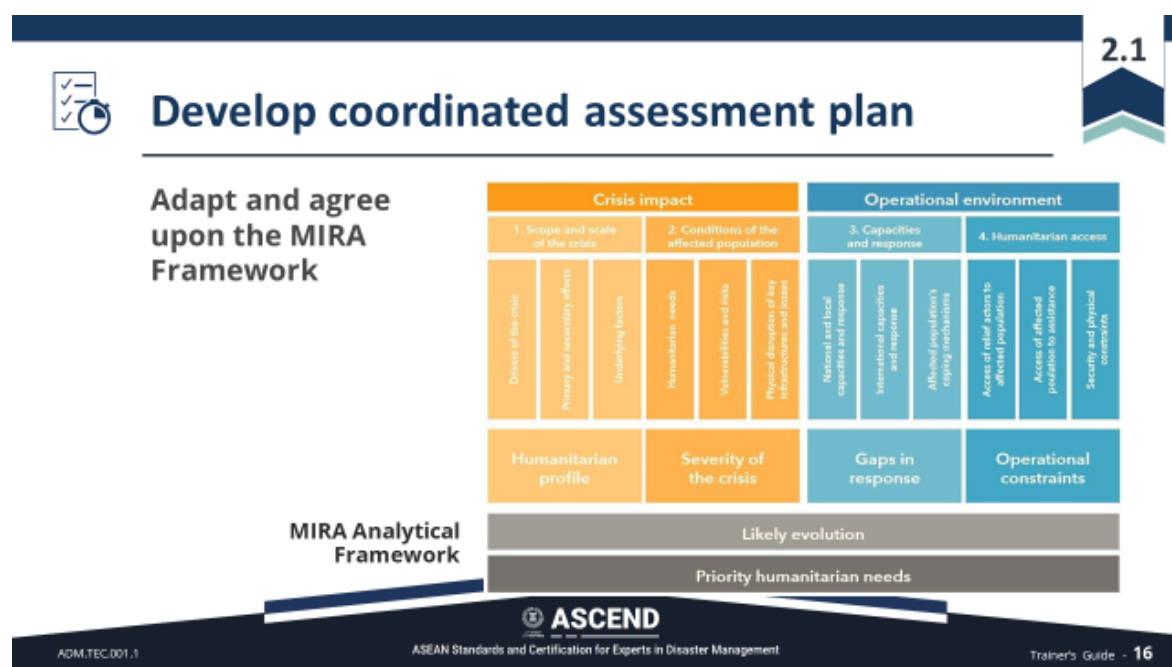 2.1
Develop coordinated assessment plan
Adapt and agree
upon the MIRA
Framework
Crisis impact
Operational environment
1. Scope and scale
of the crisis
2. Conditions of the
affected population
3. Capacities
and response
4. Humanitarian access
Drivers of the crisis
Primary and secondary effects
Underlying factors
Humanitarian needs
Vulnerabilities and risks
Physical disruption of key
infrastructures and losses
National and local
capacities and response
International capacities
and response
Affected population's
coping mechanisms
Access of relief actors to
affected population
Access of affected
poulation to assistance
Security and physical
constraints
Humanitarian
profile
Severity of
the crisis
Gaps in
response
Operational
constraints
MIRA Analytical
Framework
Likely evolution
Priority humanitarian needs
ASCEND
ASEAN Standards and Certification for Experts in Disaster Management
ADM.TEC.001.1
Trainer's Guide - 16